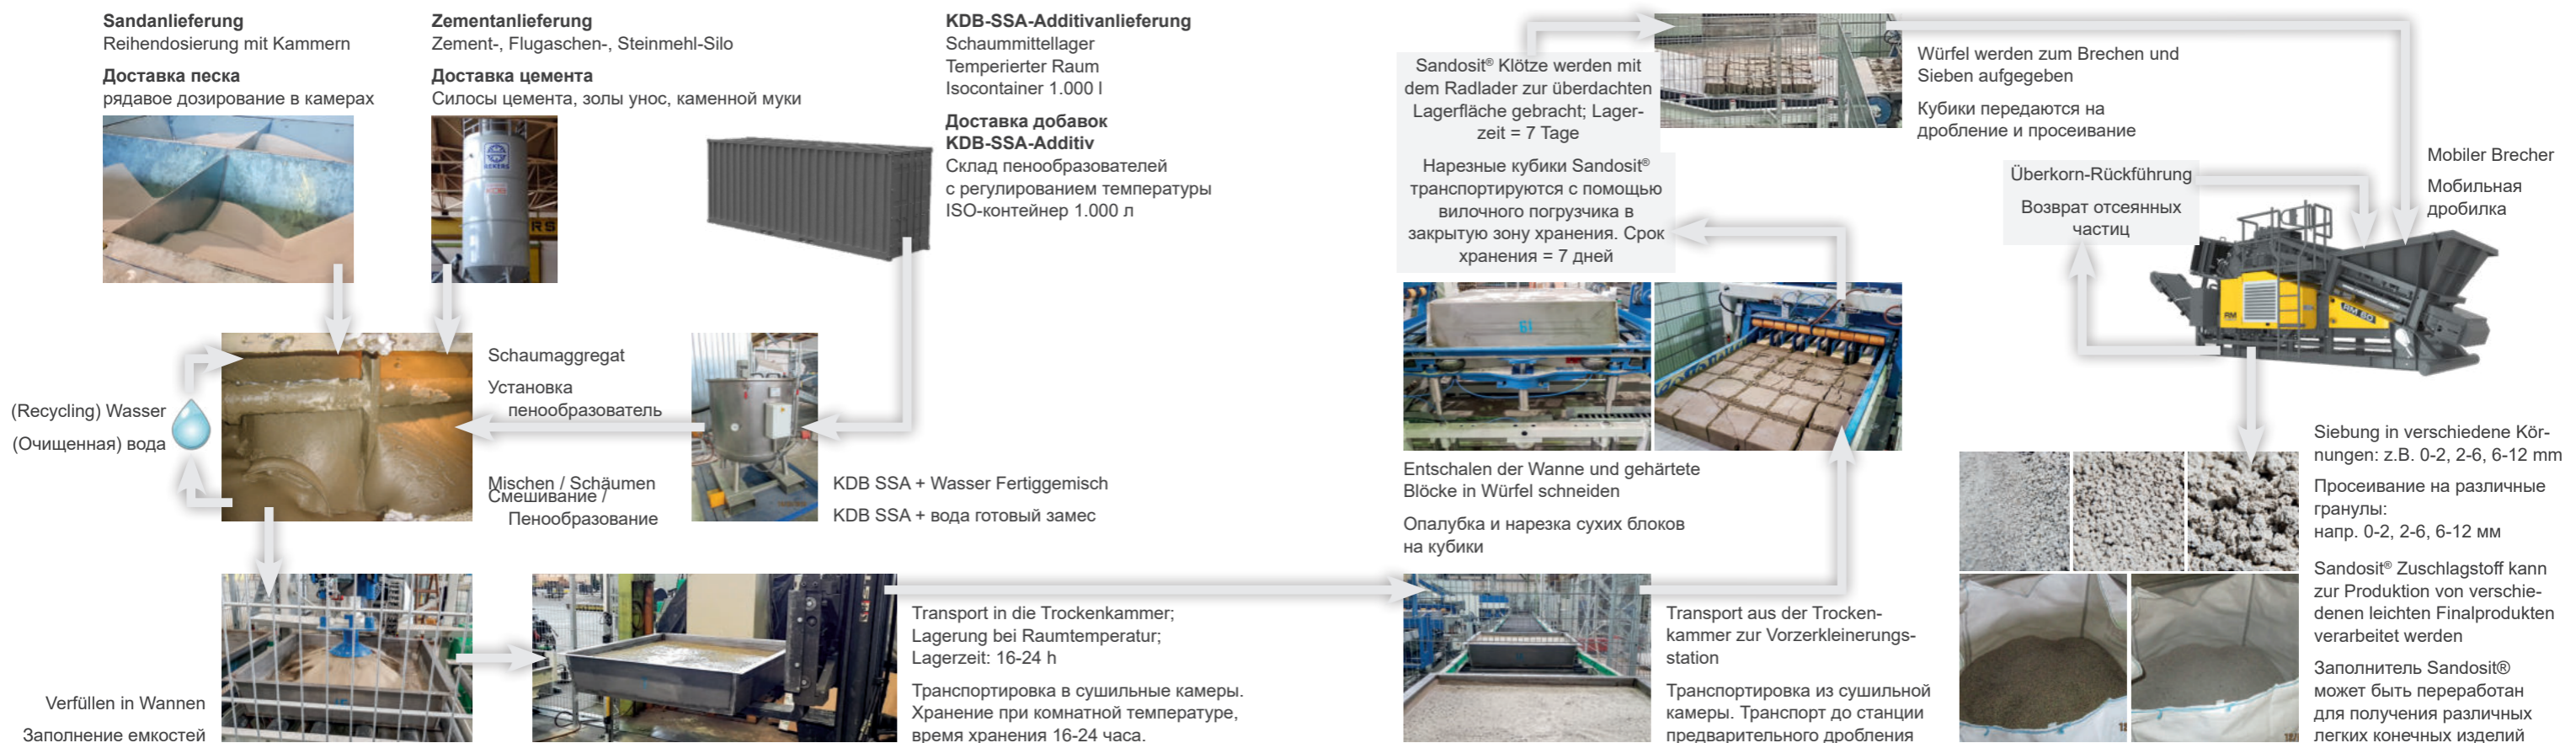 Sandanlieferung
Reihendosierung mit Kammern
Доставка песка
рядавое дозирование в камерах
Zementanlieferung
Zement-, Flugaschen-, Steinmehl-Silo
Доставка цемента
Силосы цемента, золы унос, каменной муки
KDB-SSA-Additivanlieferung
Schaummittellager
Temperierter Raum
Isocontainer 1.000 l
Доставка добавок
KDB-SSA-Additiv
Склад пенообразователей
с регулированием температуры
ISO-контейнер 1.000 л
(Recycling) Wasser
(Очищенная) вода
Schaumaggregat
Установка
пенообразователь
Mischen / Schäumen
Смешивание /
Пенообразование
KDB SSA + Wasser Fertiggemisch
KDB SSA + вода готовый замес
Verfüllen in Wannen
Заполнение емкостей
Transport in die Trockenkammer;
Lagerung bei Raumtemperatur;
Lagerzeit: 16-24 h
Транспортировка в сушильные камеры.
Хранение при комнатной температуре,
время хранения 16-24 часа.
Transport aus der Trocken-
kammer zur Vorzerkleinerungs-
station
Транспортировка из сушильной
камеры. Транспорт до станции
предварительного дробления
61
Entschalen der Wanne und gehärtete
Blöcke in Würfel schneiden
Опалубка и нарезка сухих блоков
на кубики
Sandosit® Klötze werden mit
dem Radlader zur überdachten
Lagerfläche gebracht; Lager-
zeit = 7 Tage
Нарезные кубики Sandosit®
транспортируются с помощью
вилочного погрузчика в
закрытую зону хранения. Срок
хранения = 7 дней
Würfel werden zum Brechen und
Sieben aufgegeben
Кубики передаются на
дробление и просеивание
Mobiler Brecher
Мобильная
дробилка
Überkorn-Rückführung
Возврат отсеянных
частиц
RM
RM 60
Siebung in verschiedene Kör-
nungen: z.B. 0-2, 2-6, 6-12 mm
Просеивание на различные
гранулы:
напр. 0-2, 2-6, 6-12 мм
Sandosit® Zuschlagstoff kann
zur Produktion von verschie-
denen leichten Finalprodukten
verarbeitet werden
Заполнитель Sandosit®
может быть переработан
для получения различных
легких конечных изделий